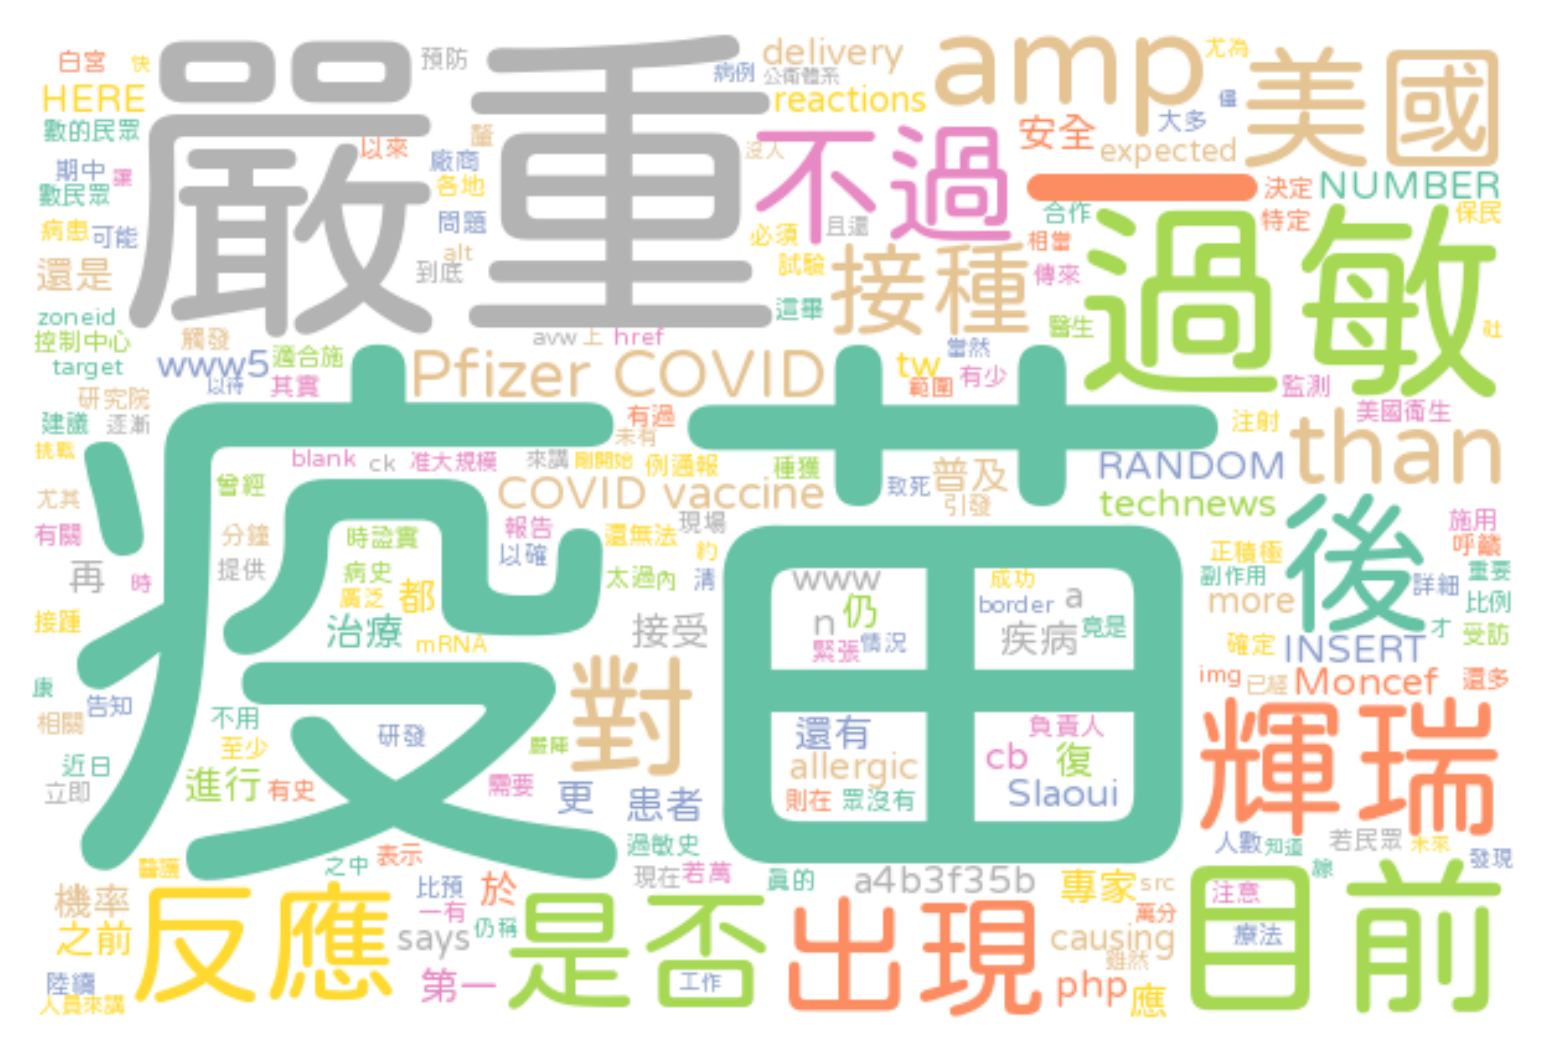 白宮
快
嚴重
預防
delivery
amp
尤為
美國
病例
公衛體系
HERE
reactions
僅
數的民眾
以來
不過
安全
大多
沒人
expected
期中
讓
廠商
各地
一
決定
NUMBER
數民眾
合作
特定
保民
過敏
病患
可能
問題
必須
且還
相當
alt
還是
到底
試驗
接種
傳來
zoneid
這畢
醫生
控制中心
觸發
avw
上
href
社
target
www5
適合施
Pfizer COVID
tw
當然
以待
其實
範圍
有少
監測
研究院
美國衛生
建議
逐漸
疫苗
有過
注射
than
挑戰
未有
blank
ck
准大規模
來講
剛開始
例通報
種獲
普及
RANDOM
曾經
COVID vaccine
致死
尤其
引發
technews
後
有關
分鐘
時證實
報告
還無法
現場
施用
以確
約
正積極
呼籲
再
時
提供
病史
太過內
清
www
成功
副作用
重要
詳細
廣泛
都
仍
border
a
more
比例
接踵
治療
mRNA
接受
n
疾病
竟是
才
受訪
緊張
情況
確定
INSERT
對
img
已經
Moncef
還多
康
告知
輝瑞
相關
不用
研發
還有
負責人
至少
嚴陣
近日
allergic
cb
復
立即
進行
有史
需要
更
患者
則在
眾沒有
Slaoui
過敏史
人數
知道
若民眾
未來
發現
醫護
之中
表示
現在
若萬
真的
a4b3f35b
專家
src
目前
線
機率
反應
比預
於
是否
出現
注意
一有
萬分
之前
says
仍稱
causing
療法
雖然
陸續
第一
工作
php
應
人員來講